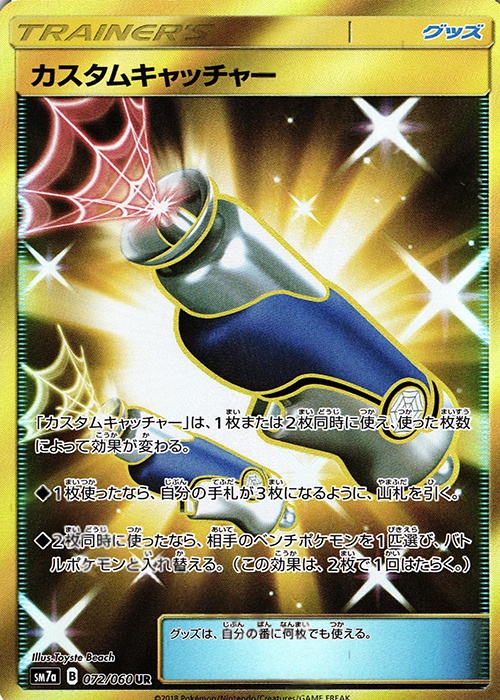 TRAINER'S グッズ
カスタムキャッチャー
「カスタムキャッチャー」は、1枚または2枚同時に使え、使った枚数
によって効果が変わる。
◆1枚使ったなら、自分の手札が3枚になるように、山札を引く。
◆2枚同時に使ったなら、相手のベンチポケモンを1匹選び、バト
ルポケモンと入れ替える。（この効果は、2枚で1回はたらく。）
グッズは、自分の番に何枚でも使える。
Illus.Toyste Beach
sm7a B 072/060 UR
©2018 Pokémon/Nintendo/Creatures/GAME FREAK